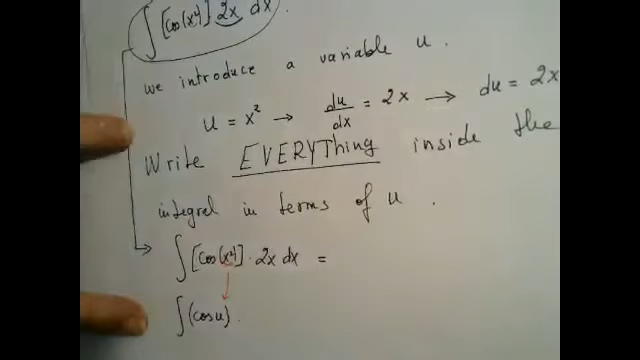 ∫ [cos(x²)] 2x dx.
we introduce a variable u.
u = x² → du/dx = 2x → du = 2x
Write EVERYThing inside the
integral in terms of u.
∫ [cos(x²)] · 2x dx =
∫ (cos u) .